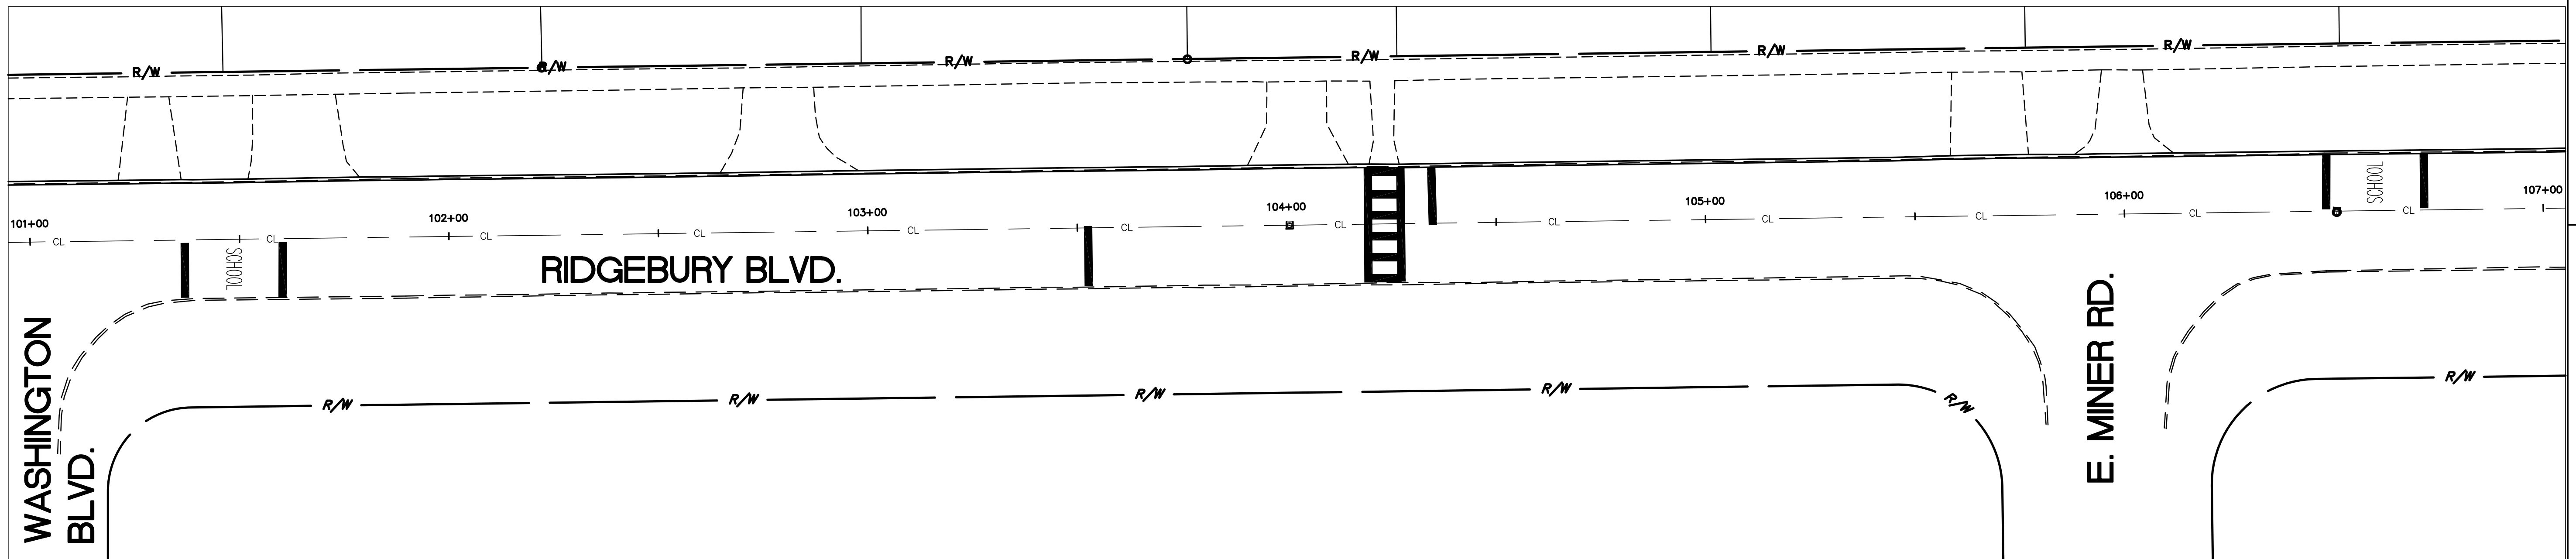 R/W
R/W
R/W
R/W
R/W
R/W
SCHOOL
101+00
102+00
103+00
104+00
105+00
106+00
107+00
CL
CL
CL
CL
CL
CL
CL
CL
CL
CL
CL
CL
SCHOOL
RIDGEBURY BLVD.
WASHINGTON
BLVD.
E. MINER RD.
R/W
R/W
R/W
R/W
R/W
R/W